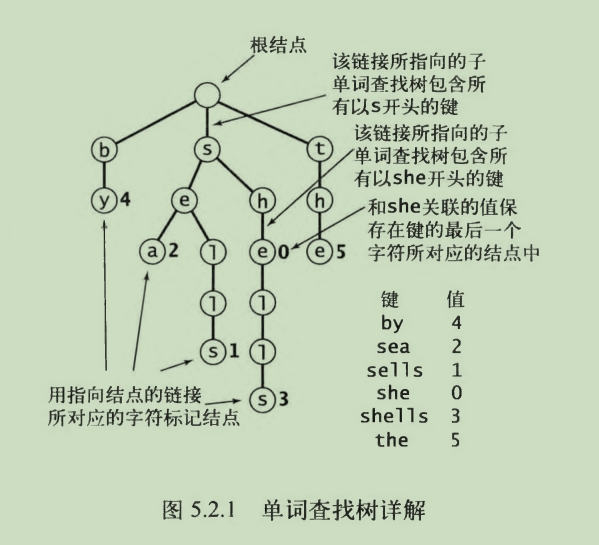 根结点
该链接所指向的子
单词查找树包含所
有以s开头的键
该链接所指向的子
单词查找树包含所
有以she开头的键
b
s
t
y 4
e
h
h
和she关联的值保
存在键的最后一个
字符所对应的结点中
a 2
l
e 0
e 5
l
l
s 1
l
s 3
用指向结点的链接
所对应的字符标记结点
键 值
by 4
sea 2
sells 1
she 0
shells 3
the 5
图 5.2.1 单词查找树详解